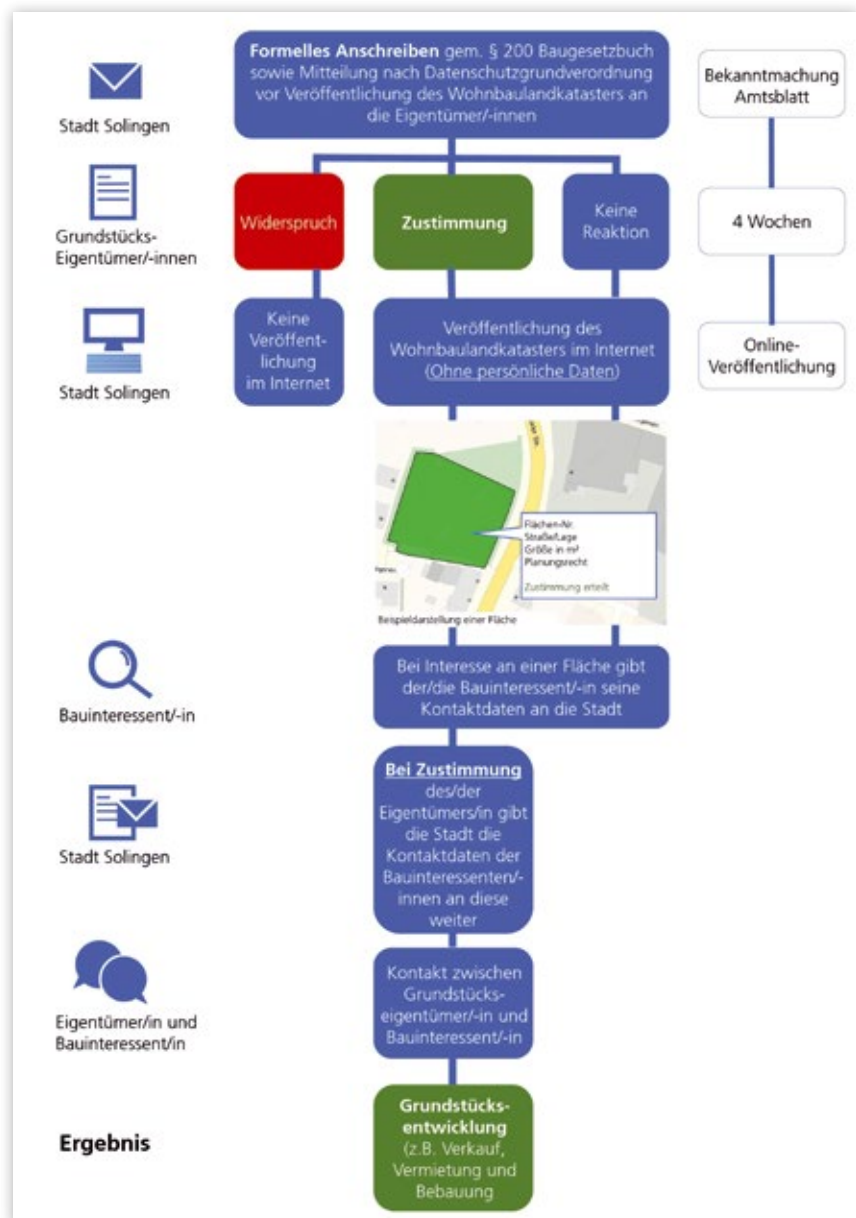 Formelles Anschreiben gem. § 200 Baugesetzbuch
sowie Mitteilung nach Datenschutzgrundverordnung
vor Veröffentlichung des Wohnbaulandkatasters an
die Eigentümer/-innen
Bekanntmachung
Amtsblatt
Stadt Solingen
Grundstücks-
Eigentümer/-innen
Widerspruch
Zustimmung
Keine
Reaktion
4 Wochen
Stadt Solingen
Keine
Veröffent-
lichung
im Internet
Veröffentlichung des
Wohnbaulandkatasters im Internet
(Ohne persönliche Daten)
Online-
Veröffentlichung
Flächen-Nr.
Straße/Lage
Größe in m²
Planungsrecht
Zustimmung erteilt
Beispieldarstellung einer Fläche
Bauinteressent/-in
Bei Interesse an einer Fläche gibt
der/die Bauinteressent/-in seine
Kontaktdaten an die Stadt
Stadt Solingen
Bei Zustimmung
des/der
Eigentümers/in gibt
die Stadt die
Kontaktdaten der
Bauinteressenten/-
innen an diese
weiter
Eigentümer/in und
Bauinteressent/in
Kontakt zwischen
Grundstücks-
eigentümer/-in und
Bauinteressent/-in
Ergebnis
Grundstücks-
entwicklung
(z.B. Verkauf,
Vermietung und
Bebauung